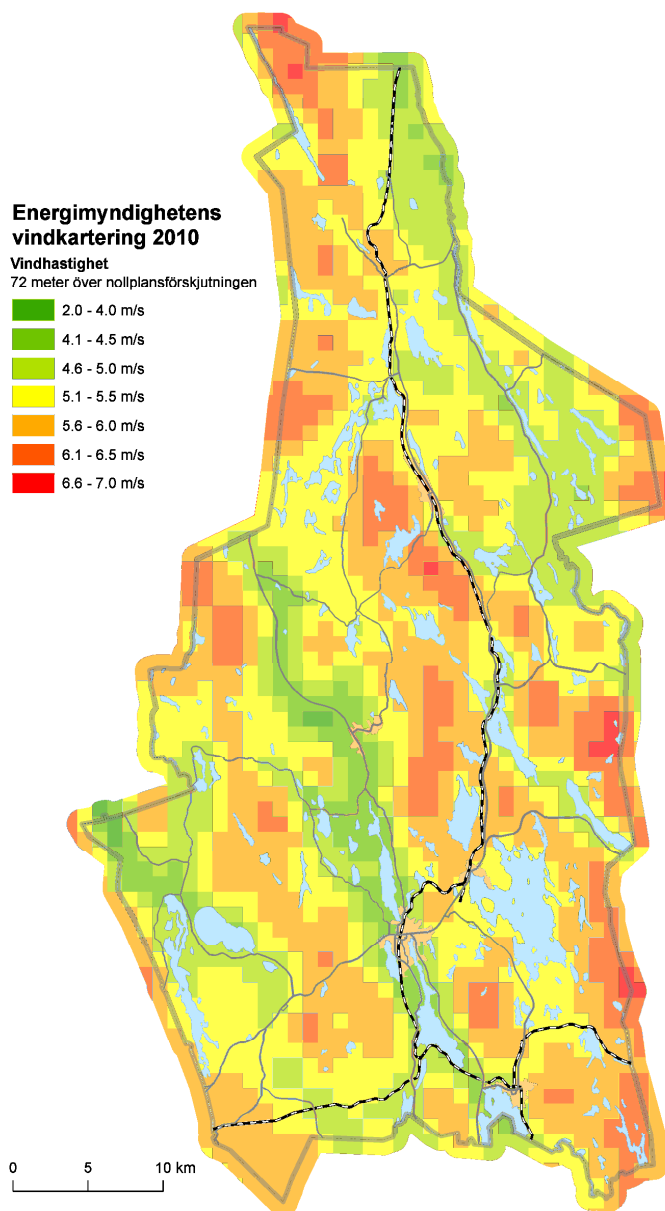 Energimyndighetens
vindkartering 2010
Vindhastighet
72 meter över nollplansförskjutningen
2.0 - 4.0 m/s
4.1 - 4.5 m/s
4.6 - 5.0 m/s
5.1 - 5.5 m/s
5.6 - 6.0 m/s
6.1 - 6.5 m/s
6.6 - 7.0 m/s
0 5 10 km